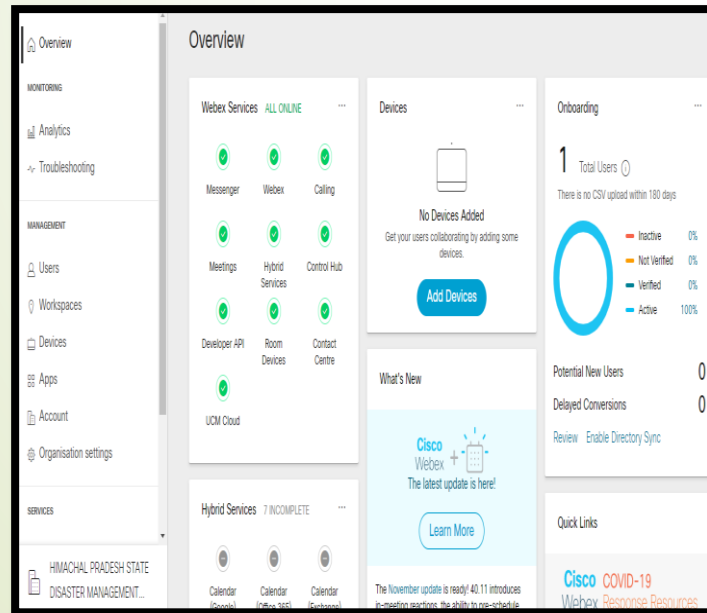 Overview
MONITORING
Analytics
Troubleshooting
MANAGEMENT
Users
Workspaces
Devices
Apps
Account
Organisation settings
SERVICES
HIMACHAL PRADESH STATE
DISASTER MANAGEMENT...
Overview
Webex Services ALL ONLINE
Messenger Webex Calling
Meetings Hybrid Services Control Hub
Developer API Room Devices Contact Centre
UCM Cloud
Hybrid Services 7 INCOMPLETE
Calendar Calendar Calendar
(Google) (Office 365) (Exchange)
Devices
No Devices Added
Get your users collaborating by adding some
devices.
Add Devices
What's New
Cisco
Webex +
The latest update is here!
Learn More
The November update is ready! 40.11 introduces
in-meeting reactions, the ability to pre-schedule
Onboarding
1 Total Users
There is no CSV upload within 180 days
Inactive 0%
Not Verified 0%
Verified 0%
Active 100%
Potential New Users 0
Delayed Conversions 0
Review Enable Directory Sync
Quick Links
Cisco COVID-19
Webex Response Resources